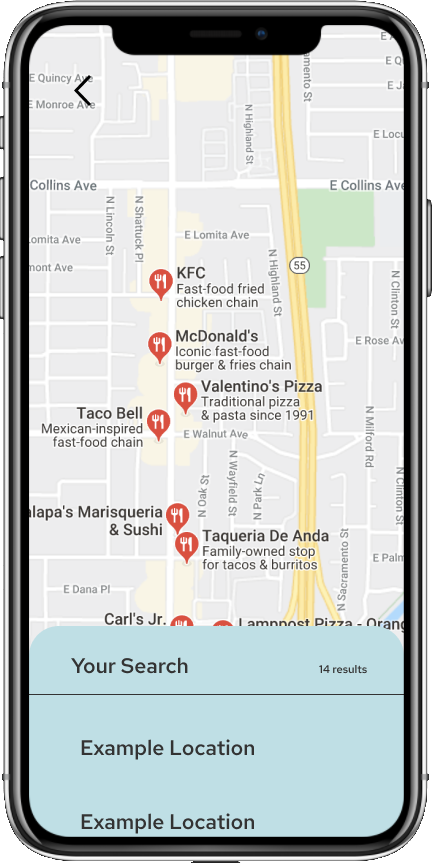 E Quincy Ave
E Monroe Ave
N Highland St
E Locu
Collins Ave
E Collins Ave
N Lincoln St
N Shattuck Pl
E Lomita Ave
Lomita Ave
mont Ave
N Highland St
55
N Clinton St
KFC
Fast-food fried
chicken chain
McDonald's
Iconic fast-food
burger & fries chain
E Rose Av
Valentino's Pizza
Traditional pizza
& pasta since 1991
Taco Bell
Mexican-inspired
fast-food chain
E Walnut Ave
N Milford Rd
N Oak St
N Wayfield St
N Park Ln
N Clinton St
alapa's Marisqueria
& Sushi
Taqueria De Anda
Family-owned stop
for tacos & burritos
N Sacramento St
E Palm
E Dana Pl
Carl's Jr.
Lamppost Pizza - Orang
Your Search
14 results
Example Location
Example Location